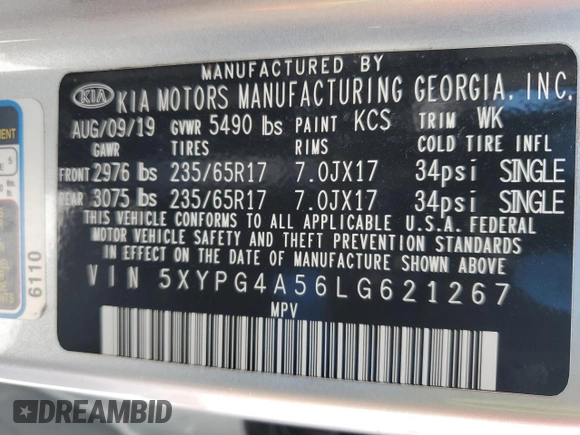 MANUFACTURED BY
KIA KIA MOTORS MANUFACTURING GEORGIA, INC.
AUG/09/19 GVWR 5490 lbs PAINT KCS TRIM WK
GAWR TIRES RIMS COLD TIRE INFL
FRONT 2976 lbs 235/65R17 7.0JX17 34psi SINGLE
REAR 3075 lbs 235/65R17 7.0JX17 34psi SINGLE
THIS VEHICLE CONFORMS TO ALL APPLICABLE U.S.A. FEDERAL
MOTOR VEHICLE SAFETY AND THEFT PREVENTION STANDARDS
IN EFFECT ON THE DATE OF MANUFACTURE SHOWN ABOVE
VIN 5XYPG4A56LG621267
MPV
6110
DREAMBID